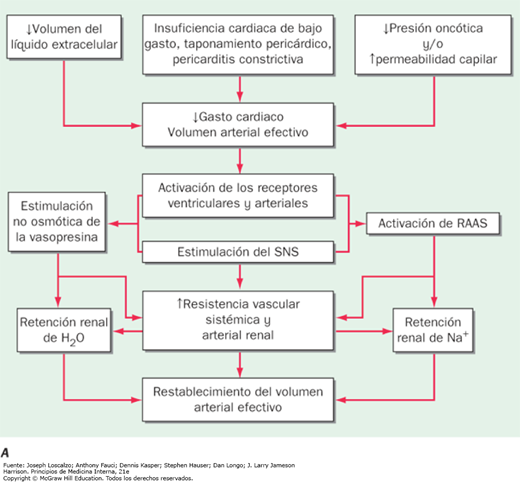 ↓Volumen del
líquido extracelular
Insuficiencia cardiaca de bajo
gasto, taponamiento pericárdico,
pericarditis constrictiva
↓Presión oncótica
y/o
↑permeabilidad capilar
↓Gasto cardiaco
Volumen arterial efectivo
Activación de los receptores
ventriculares y arteriales
Estimulación
no osmótica de
la vasopresina
Activación de RAAS
Estimulación del SNS
↑Resistencia vascular
sistémica y
arterial renal
Retención renal
de H₂O
Retención
renal de Na⁺
Restablecimiento del volumen
arterial efectivo
A
Fuente: Joseph Loscalzo; Anthony Fauci; Dennis Kasper; Stephen Hauser; Dan Longo; J. Larry Jameson
Harrison. Principios de Medicina Interna, 21e
Copyright © McGraw Hill Education. Todos los derechos reservados.